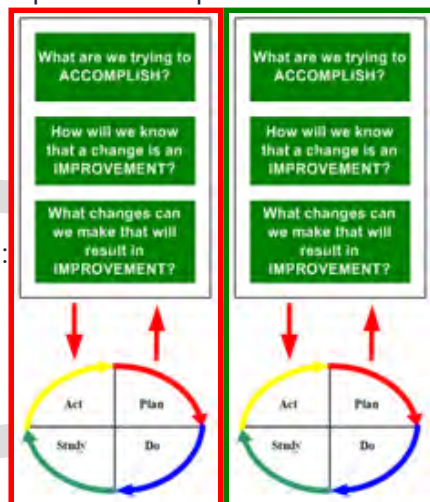 What are we trying to
ACCOMPLISH?
How will we know
that a change is an
IMPROVEMENT?
What changes can
we make that will
result in
IMPROVEMENT?
Act
Plan
Study
Do
What are we trying to
ACCOMPLISH?
How will we know
that a change is an
IMPROVEMENT?
What changes can
we make that will
result in
IMPROVEMENT?
Act
Plan
Study
Do
: